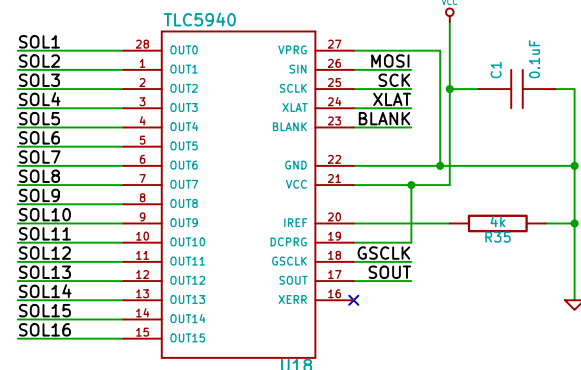 VCC
TLC5940
SOL1 28 OUT0 VPRG 27
SOL2 1 OUT1 SIN 26 MOSI
SOL3 2 OUT2 SCLK 25 SCK
SOL4 3 OUT3 XLAT 24 XLAT
SOL5 4 OUT4 BLANK 23 BLANK
SOL6 5 OUT5
SOL7 6 OUT6 GND 22
SOL8 7 OUT7 VCC 21
SOL9 8 OUT8
SOL10 9 OUT9 IREF 20
SOL11 10 OUT10 DCPRG 19
SOL12 11 OUT11 GSCLK 18 GSCLK
SOL13 12 OUT12 SOUT 17 SOUT
SOL14 13 OUT13 XERR 16
SOL15 14 OUT14
SOL16 15 OUT15
U18
C1
0.1uF
4k
R35